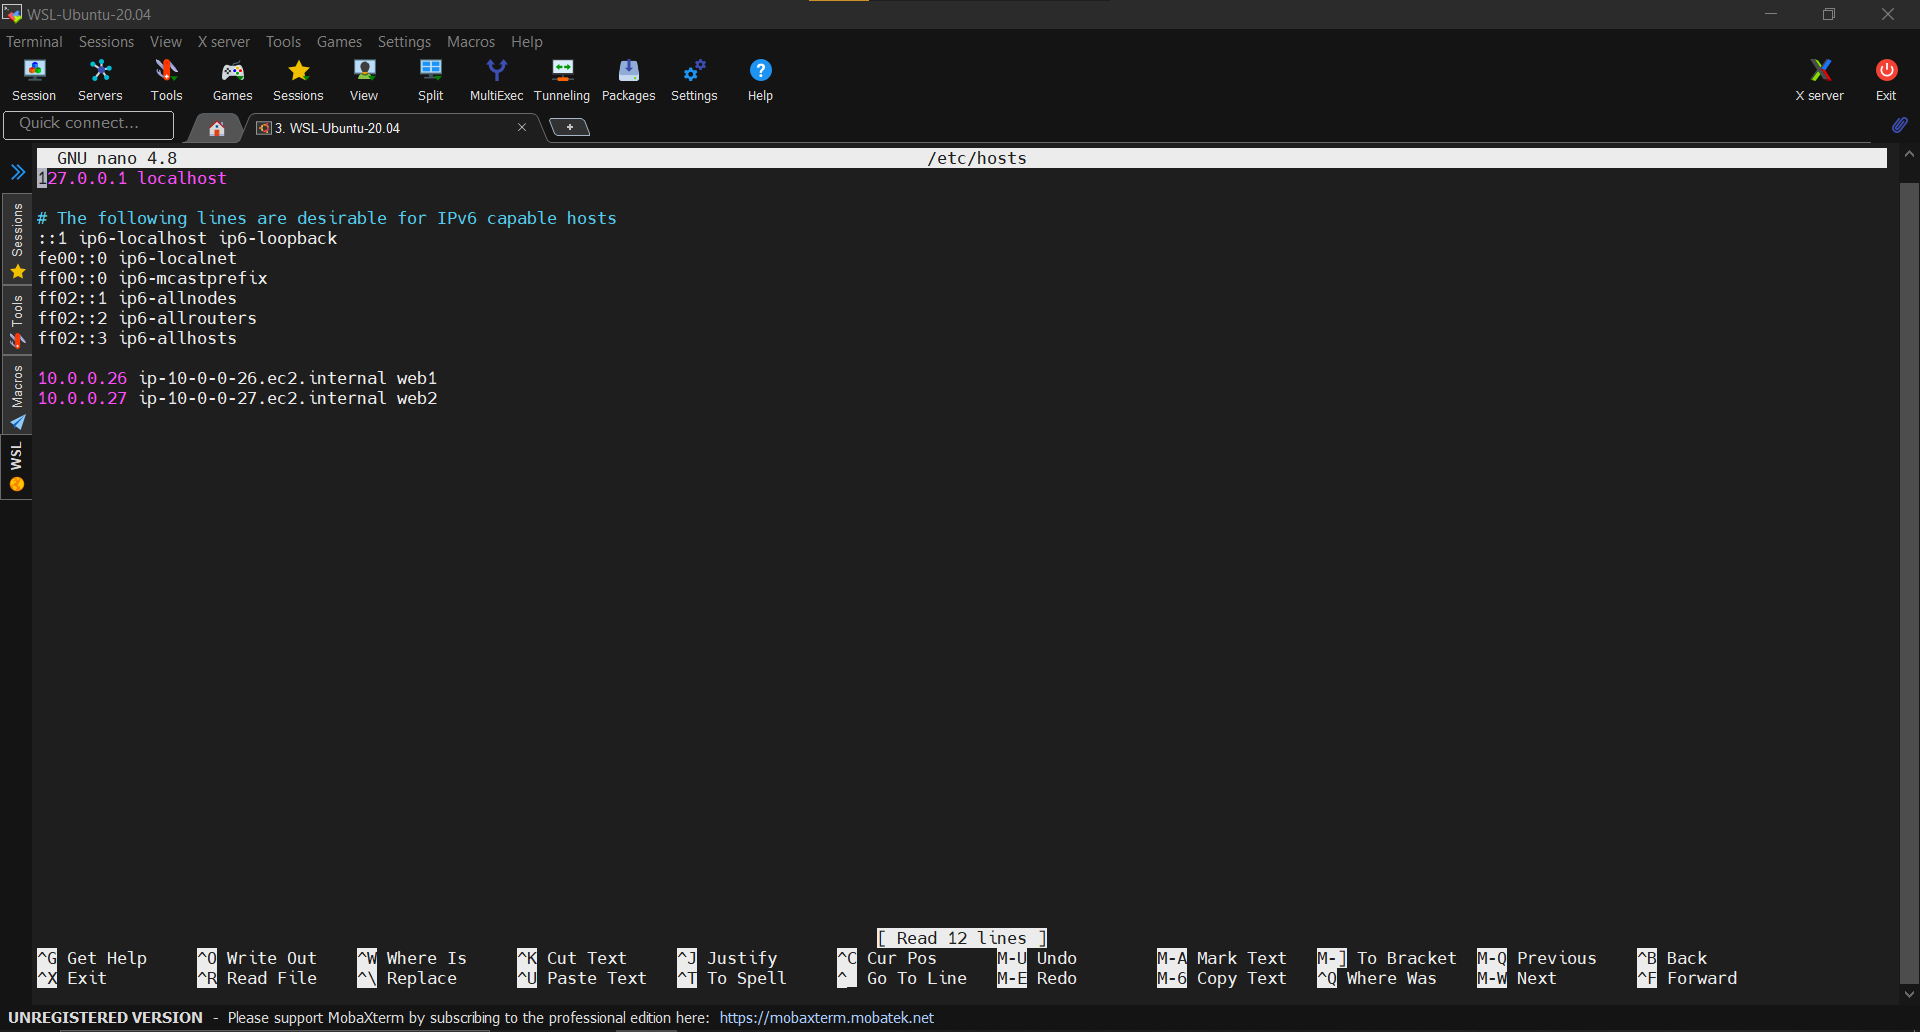 WSL-Ubuntu-20.04
Terminal Sessions View X server Tools Games Settings Macros Help
Session Servers Tools Games Sessions View Split MultiExec Tunneling Packages Settings Help X server Exit
Quick connect... 3. WSL-Ubuntu-20.04
GNU nano 4.8 /etc/hosts
127.0.0.1 localhost
# The following lines are desirable for IPv6 capable hosts
::1 ip6-localhost ip6-loopback
fe00::0 ip6-localnet
ff00::0 ip6-mcastprefix
ff02::1 ip6-allnodes
ff02::2 ip6-allrouters
ff02::3 ip6-allhosts
10.0.0.26 ip-10-0-0-26.ec2.internal web1
10.0.0.27 ip-10-0-0-27.ec2.internal web2
Sessions
Tools
Macros
WSL
[ Read 12 lines ]
^G Get Help ^O Write Out ^W Where Is ^K Cut Text ^J Justify ^C Cur Pos M-U Undo M-A Mark Text M-] To Bracket M-Q Previous ^B Back
^X Exit ^R Read File ^\ Replace ^U Paste Text ^T To Spell ^_ Go To Line M-E Redo M-6 Copy Text ^Q Where Was M-W Next ^F Forward
UNREGISTERED VERSION - Please support MobaXterm by subscribing to the professional edition here: https://mobaxterm.mobatek.net